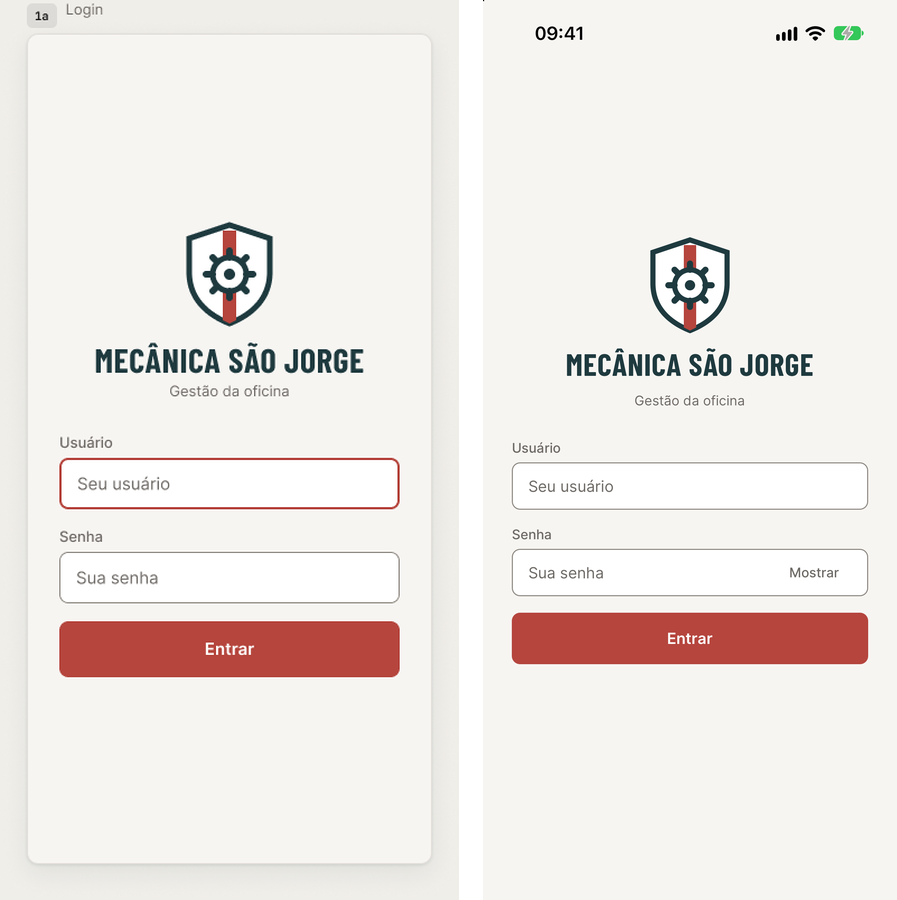 1a Login
MECÂNICA SÃO JORGE
Gestão da oficina
Usuário
Seu usuário
Senha
Sua senha
Entrar
09:41
MECÂNICA SÃO JORGE
Gestão da oficina
Usuário
Seu usuário
Senha
Sua senha Mostrar
Entrar